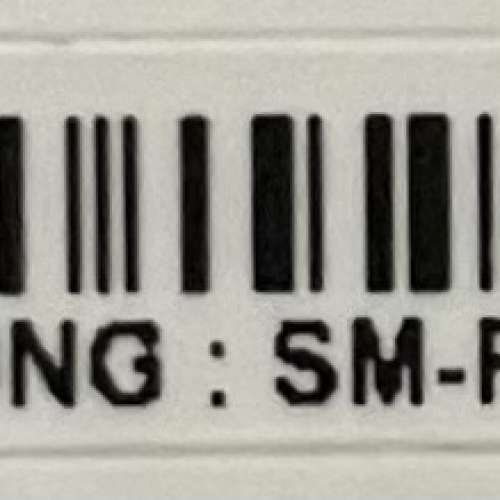 NG : SM-